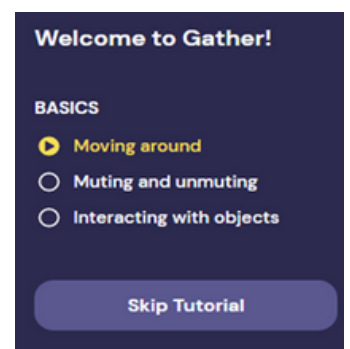 Welcome to Gather!
BASICS
Moving around
Muting and unmuting
Interacting with objects
Skip Tutorial